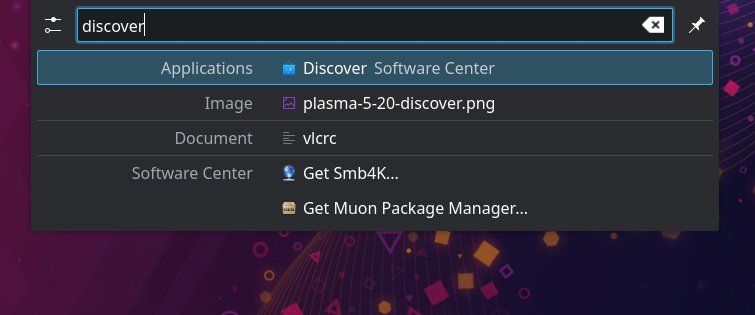 discover
Applications Discover Software Center
Image plasma-5-20-discover.png
Document vlcrc
Software Center Get Smb4K...
Get Muon Package Manager...